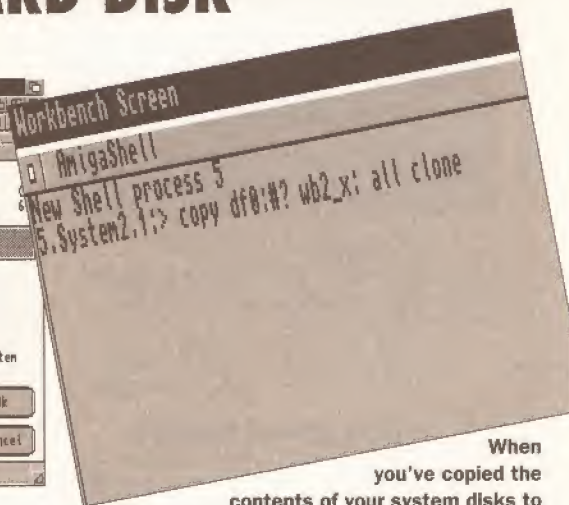 RD DISK
Workbench Screen
AmigaShell
New Shell process 5
5.System2.1:> copy df0:#? wb2_x: all clone
When
you've copied the
contents of your system disks to